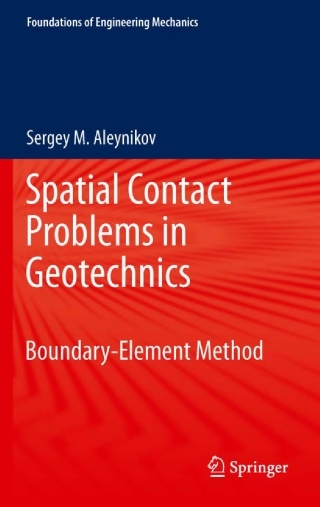 Foundations of Engineering Mechanics
Sergey M. Aleynikov
Spatial Contact
Problems in
Geotechnics
Boundary-Element Method
Springer